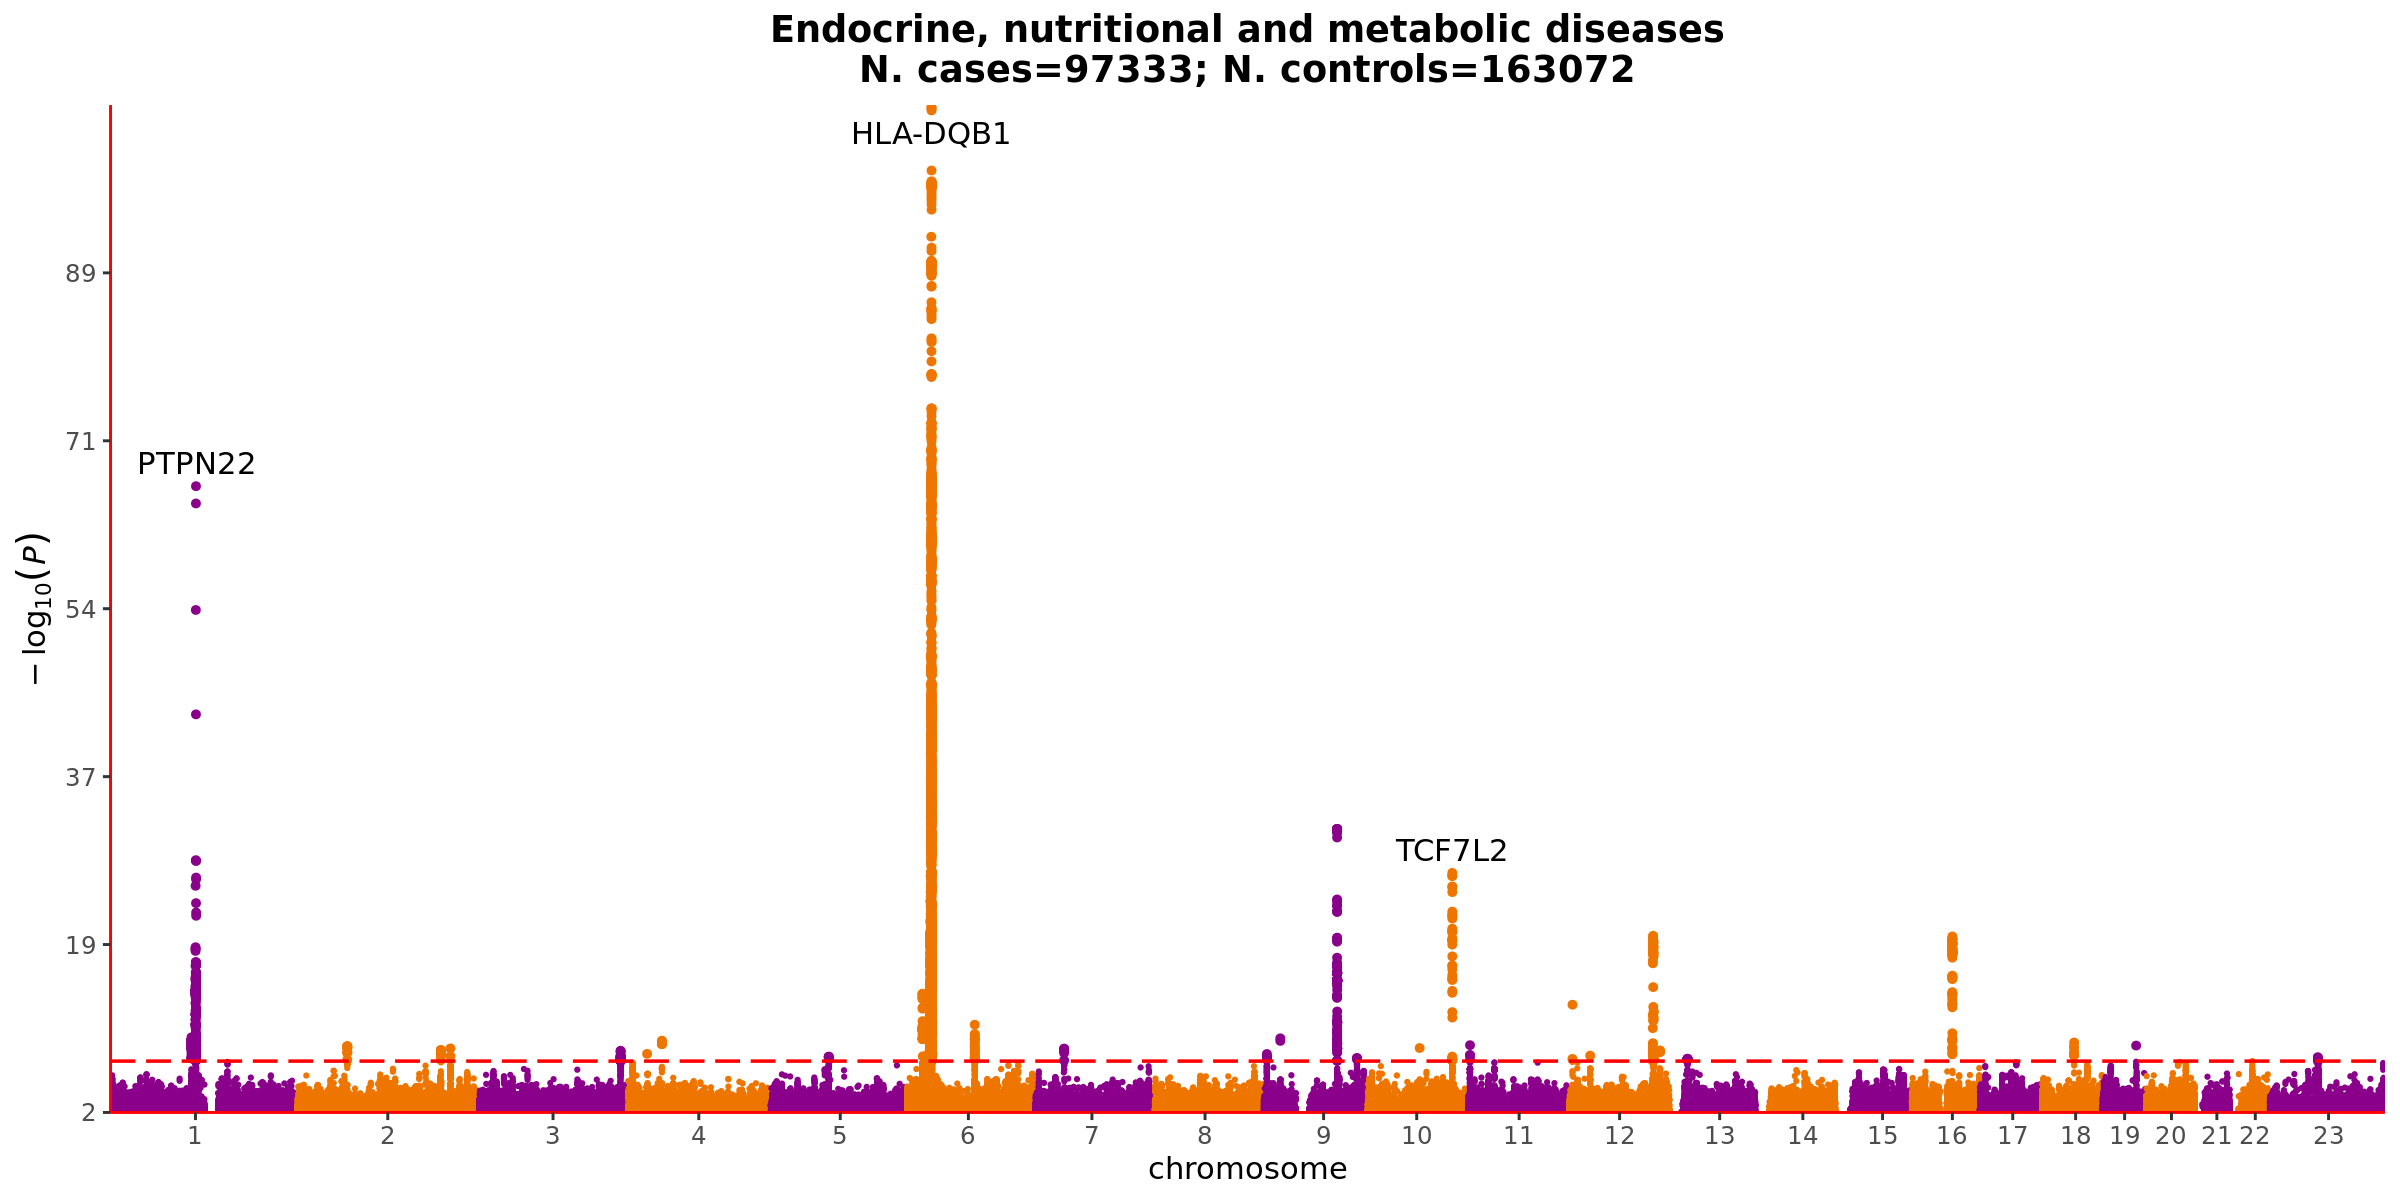 Endocrine, nutritional and metabolic diseases
N. cases=97333; N. controls=163072
HLA-DQB1
PTPN22
TCF7L2
−log10(P)
89
71
54
37
19
2
1 2 3 4 5 6 7 8 9 10 11 12 13 14 15 16 17 18 19 20 21 22 23
chromosome